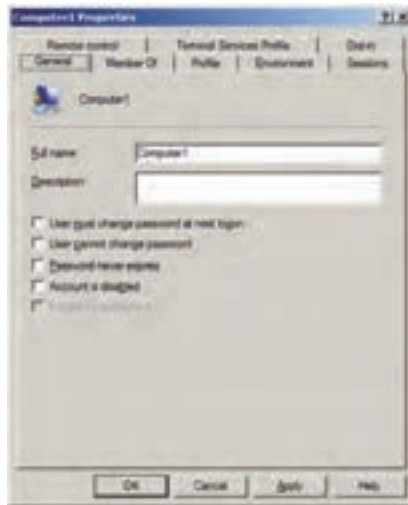 Computer1 Properties
Remote control Terminal Services Profile Dial-in
General Member Of Profile Environment Sessions
Computer1
Full name: Computer1
Description:
User must change password at next logon
User cannot change password
Password never expires
Account is disabled
OK Cancel Apply Help